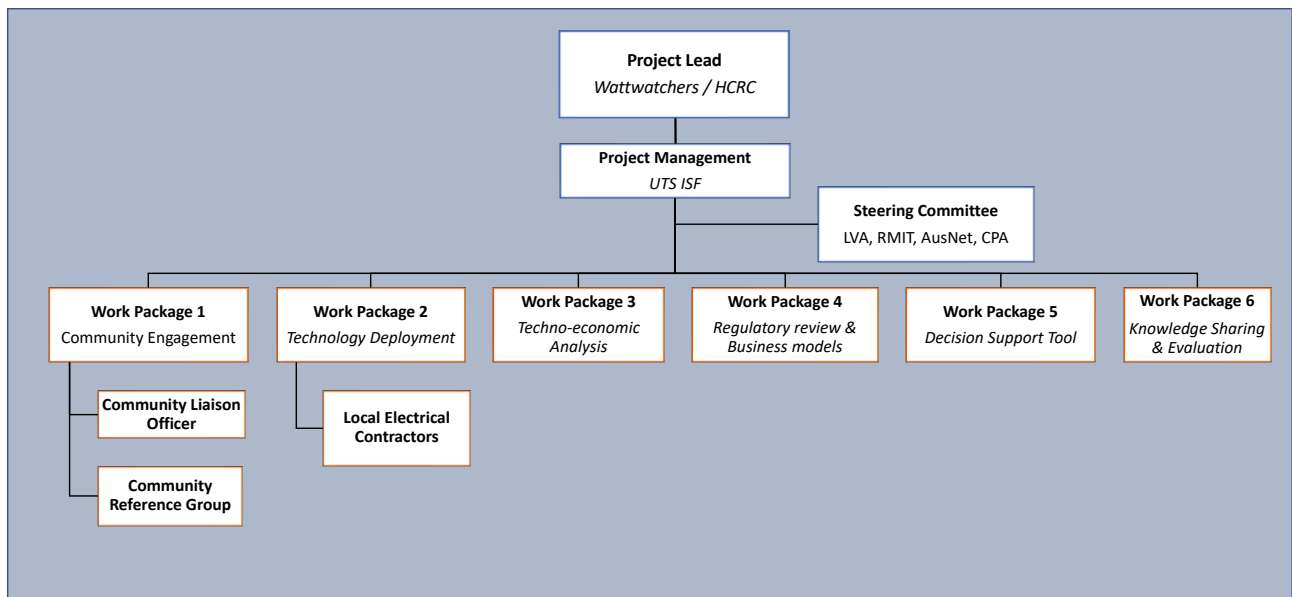 Project Lead
Wattwatchers / HCRC
Project Management
UTS ISF
Steering Committee
LVA, RMIT, AusNet, CPA
Work Package 1
Community Engagement
Work Package 2
Technology Deployment
Work Package 3
Techno-economic
Analysis
Work Package 4
Regulatory review &
Business models
Work Package 5
Decision Support Tool
Work Package 6
Knowledge Sharing
& Evaluation
Community Liaison
Officer
Community
Reference Group
Local Electrical
Contractors